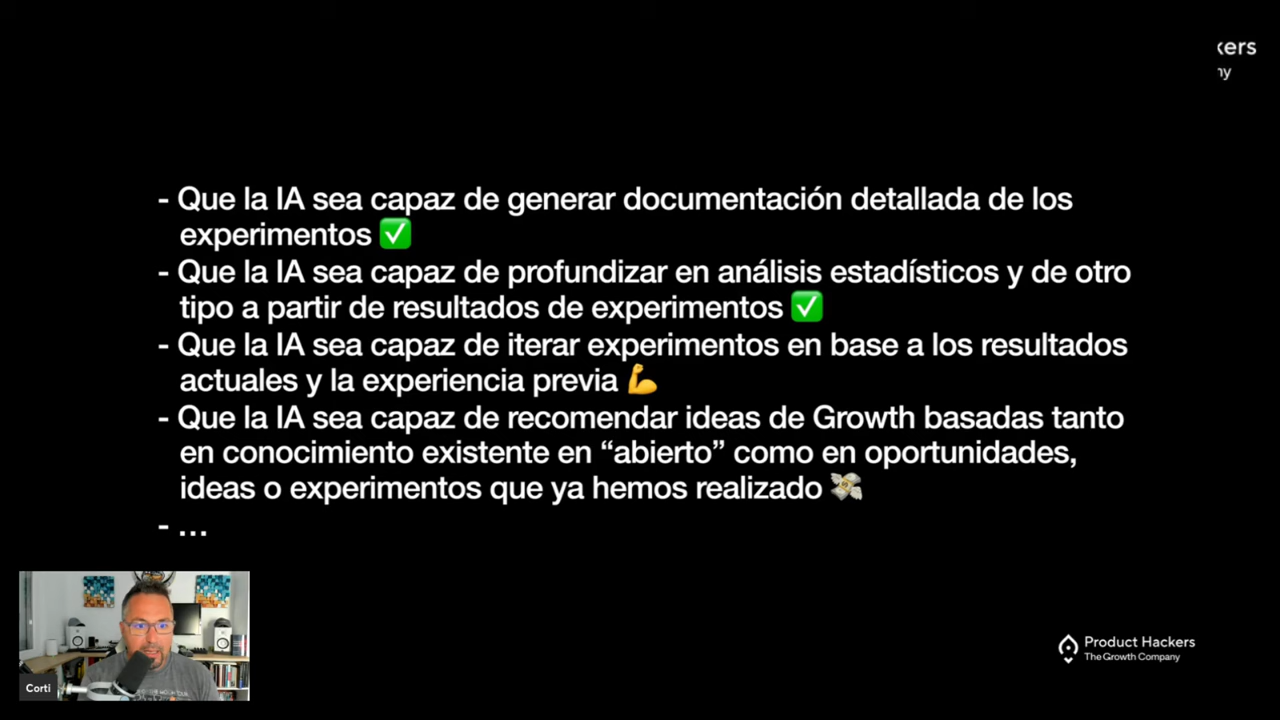 kers
ny
- Que la IA sea capaz de generar documentación detallada de los
experimentos ✅
- Que la IA sea capaz de profundizar en análisis estadísticos y de otro
tipo a partir de resultados de experimentos ✅
- Que la IA sea capaz de iterar experimentos en base a los resultados
actuales y la experiencia previa 💪
- Que la IA sea capaz de recomendar ideas de Growth basadas tanto
en conocimiento existente en “abierto” como en oportunidades,
ideas o experimentos que ya hemos realizado 💸
- ...
Corti
Product Hackers
The Growth Company